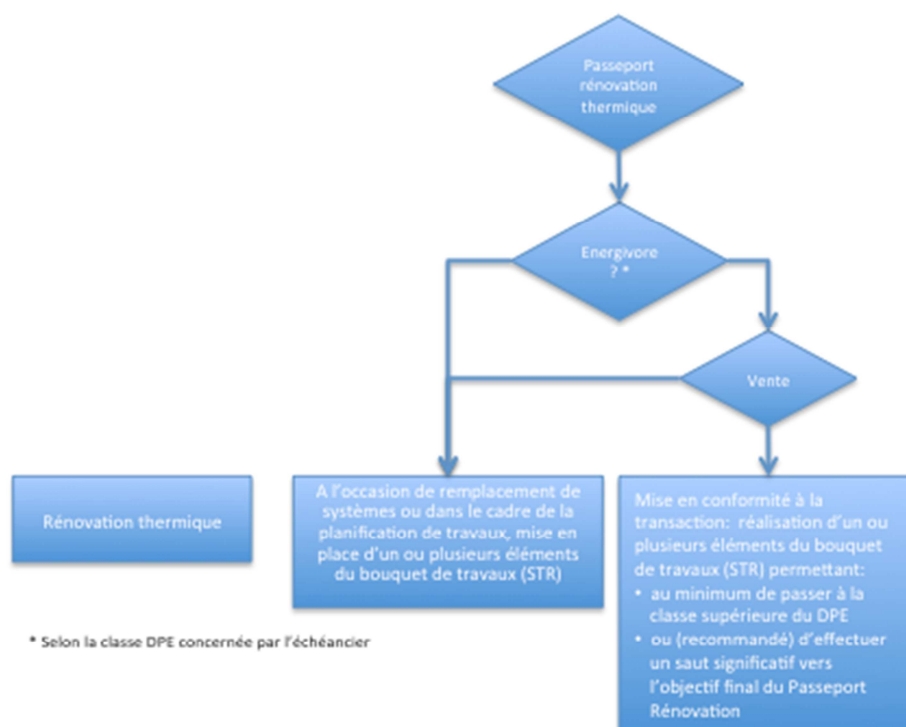 Passeport
rénovation
thermique
Energivore
? *
Vente
Rénovation thermique
A l'occasion de remplacement de
systèmes ou dans le cadre de la
planification de travaux, mise en
place d'un ou plusieurs éléments
du bouquet de travaux (STR)
Mise en conformité à la
transaction: réalisation d'un ou
plusieurs éléments du bouquet
de travaux (STR) permettant:
• au minimum de passer à la
classe supérieure du DPE
• ou (recommandé) d'effectuer
un saut significatif vers
l'objectif final du Passeport
Rénovation
* Selon la classe DPE concernée par l'échéancier